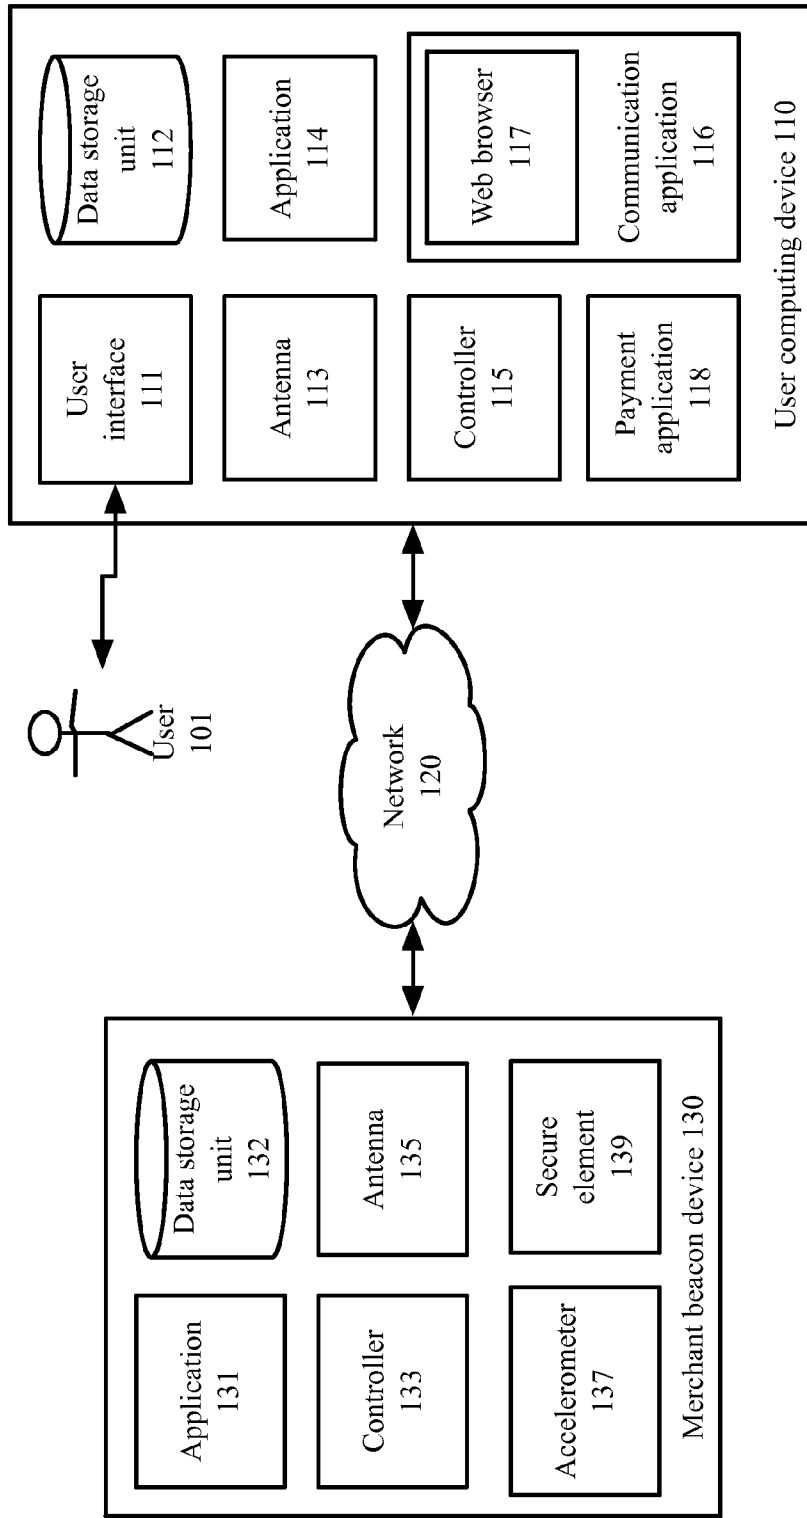 Application
131
Data storage
unit
132
Controller
133
Antenna
135
Accelerometer
137
Secure
element
139
Merchant beacon device 130
User
101
Network
120
Uscr
interface
111
Data storage
unit
112
Antenna
113
Application
114
Controller
115
Web browser
117
Communication
application
116
Payment
application
118
User computing device 110